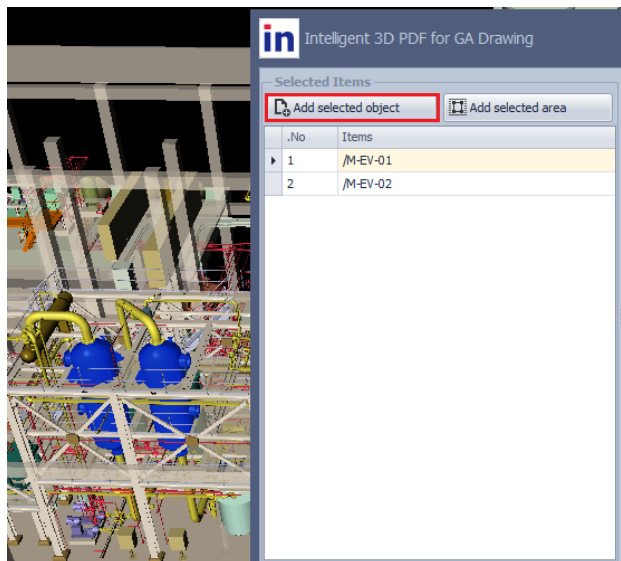 in Intelligent 3D PDF for GA Drawing
Selected Items
Add selected object Add selected area
.No Items
1 /M-EV-01
2 /M-EV-02